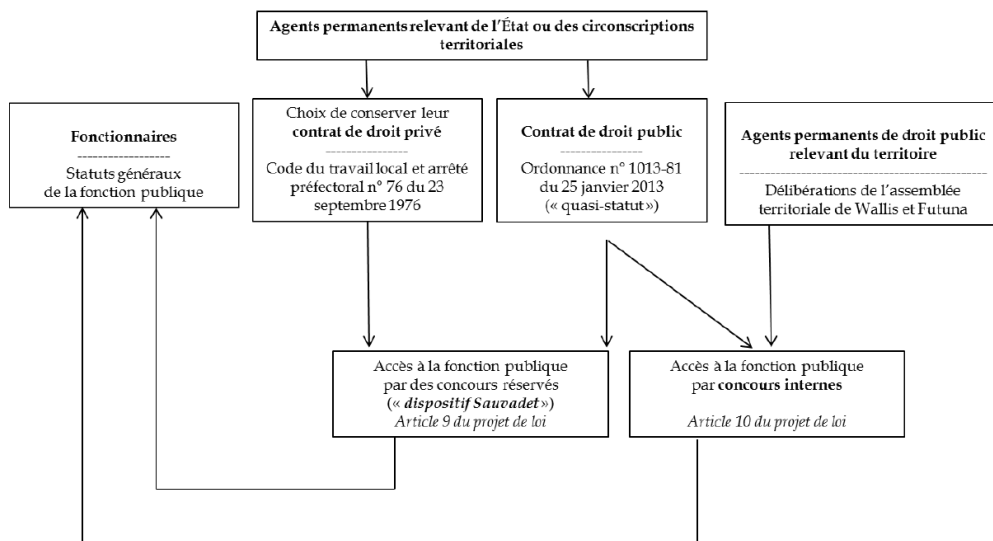 Agents permanents relevant de l'État ou des circonscriptions
territoriales
Fonctionnaires
------------------
Statuts généraux
de la fonction publique
Choix de conserver leur
contrat de droit privé
----------------
Code du travail local et arrêté
préfectoral n° 76 du 23
septembre 1976
Contrat de droit public
----------------
Ordonnance n° 1013-81
du 25 janvier 2013
(« quasi-statut »)
Agents permanents de droit public
relevant du territoire
--------------------------------------------------
Délibérations de l'assemblée
territoriale de Wallis et Futuna
Accès à la fonction publique
par des concours réservés
(« dispositif Sauvadet »)
Article 9 du projet de loi
Accès à la fonction publique
par concours internes
Article 10 du projet de loi